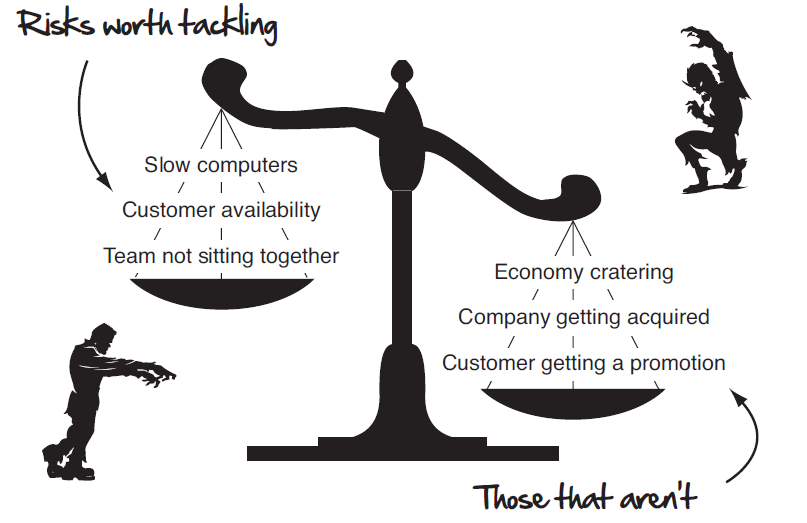 Risks worth tackling
Slow computers
Customer availability
Team not sitting together
Economy cratering
Company getting acquired
Customer getting a promotion
Those that aren't